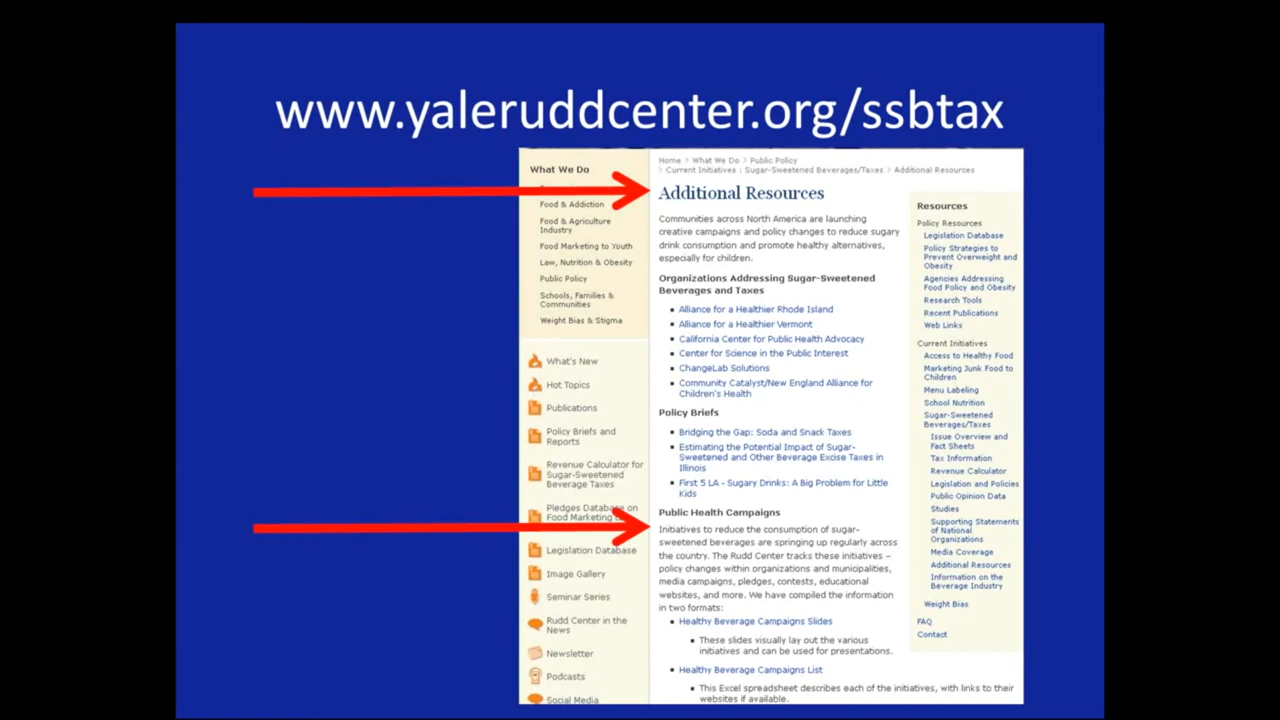 www.yaleruddcenter.org/ssbtax
What We Do
Food & Addiction
Food & Agriculture
Industry
Food Marketing to Youth
Law, Nutrition & Obesity
Public Policy
Schools, Families &
Communities
Weight Bias & Stigma
What's New
Hot Topics
Publications
Policy Briefs and
Reports
Revenue Calculator for
Sugar-Sweetened
Beverage Taxes
Pledges Database on
Food Marketing
Legislation Database
Image Gallery
Seminar Series
Rudd Center in the
News
Newsletter
Podcasts
Social Media
Home > What We Do > Public Policy
> Current Initiatives : Sugar-Sweetened Beverages/Taxes > Additional Resources
Additional Resources
Communities across North America are launching
creative campaigns and policy changes to reduce sugary
drink consumption and promote healthy alternatives,
especially for children.
Organizations Addressing Sugar-Sweetened
Beverages and Taxes
Alliance for a Healthier Rhode Island
Alliance for a Healthier Vermont
California Center for Public Health Advocacy
Center for Science in the Public Interest
ChangeLab Solutions
Community Catalyst/New England Alliance for
Children's Health
Policy Briefs
Bridging the Gap: Soda and Snack Taxes
Estimating the Potential Impact of Sugar-
Sweetened and Other Beverage Excise Taxes in
Illinois
First 5 LA - Sugary Drinks: A Big Problem for Little
Kids
Public Health Campaigns
Initiatives to reduce the consumption of sugar-
sweetened beverages are springing up regularly across
the country. The Rudd Center tracks these initiatives –
policy changes within organizations and municipalities,
media campaigns, pledges, contests, educational
websites, and more. We have compiled the information
in two formats:
Healthy Beverage Campaigns Slides
These slides visually lay out the various
initiatives and can be used for presentations.
Healthy Beverage Campaigns List
This Excel spreadsheet describes each of the initiatives, with links to their
websites if available.
Resources
Policy Resources
Legislation Database
Policy Strategies to
Prevent Overweight and
Obesity
Agencies Addressing
Food Policy and Obesity
Research Tools
Recent Publications
Web Links
Current Initiatives
Access to Healthy Food
Marketing Junk Food to
Children
Menu Labeling
School Nutrition
Sugar-Sweetened
Beverages/Taxes
Issue Overview and
Fact Sheets
Tax Information
Revenue Calculator
Legislation and Policies
Public Opinion Data
Studies
Supporting Statements
of National
Organizations
Media Coverage
Additional Resources
Information on the
Beverage Industry
Weight Bias
FAQ
Contact